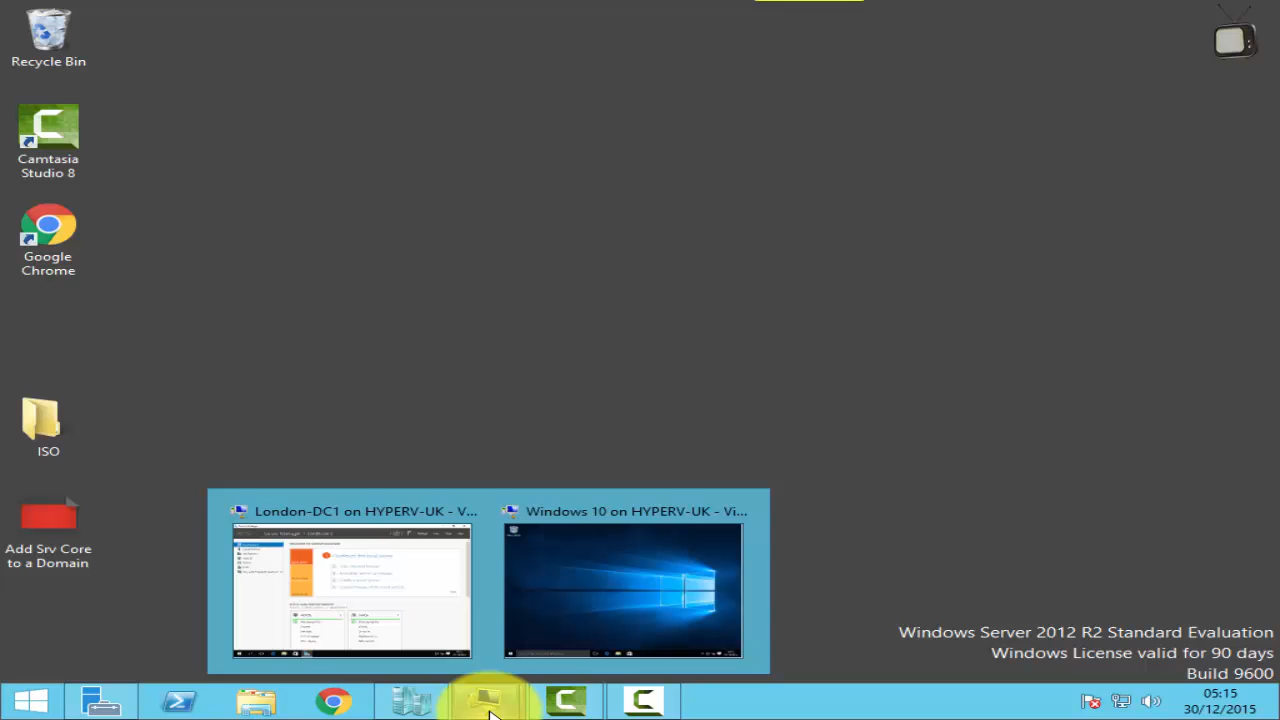 Recycle Bin
Camtasia
Studio 8
Google
Chrome
ISO
Add Srv Core
to a Domain
London-DC1 on HYPERV-UK - V...
Windows 10 on HYPERV-UK - Vi...
Windows Server 2012 R2 Standard Evaluation
Windows License valid for 90 days
Build 9600
05:15
30/12/2015